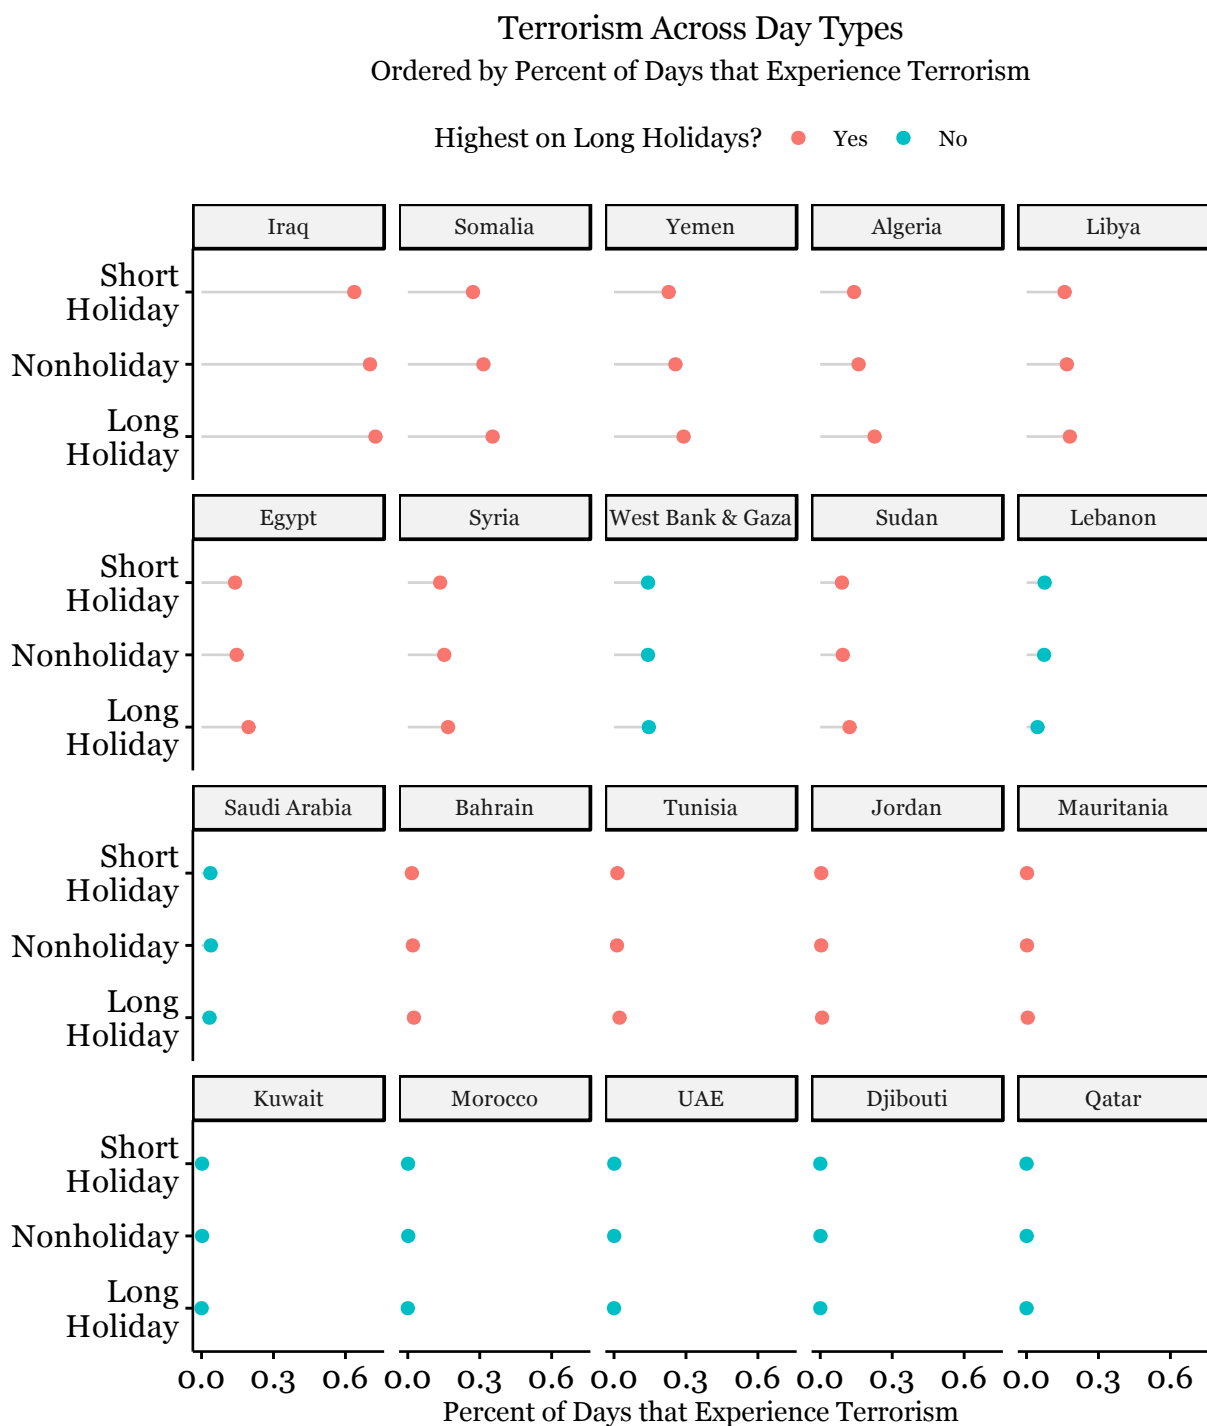 Terrorism Across Day Types
Ordered by Percent of Days that Experience Terrorism
Highest on Long Holidays? Yes No
Iraq Somalia Yemen Algeria Libya
Short
Holiday
Nonholiday
Long
Holiday
Egypt Syria West Bank & Gaza Sudan Lebanon
Short
Holiday
Nonholiday
Long
Holiday
Saudi Arabia Bahrain Tunisia Jordan Mauritania
Short
Holiday
Nonholiday
Long
Holiday
Kuwait Morocco UAE Djibouti Qatar
Short
Holiday
Nonholiday
Long
Holiday
0.0 0.3 0.6 0.0 0.3 0.6 0.0 0.3 0.6 0.0 0.3 0.6 0.0 0.3 0.6
Percent of Days that Experience Terrorism